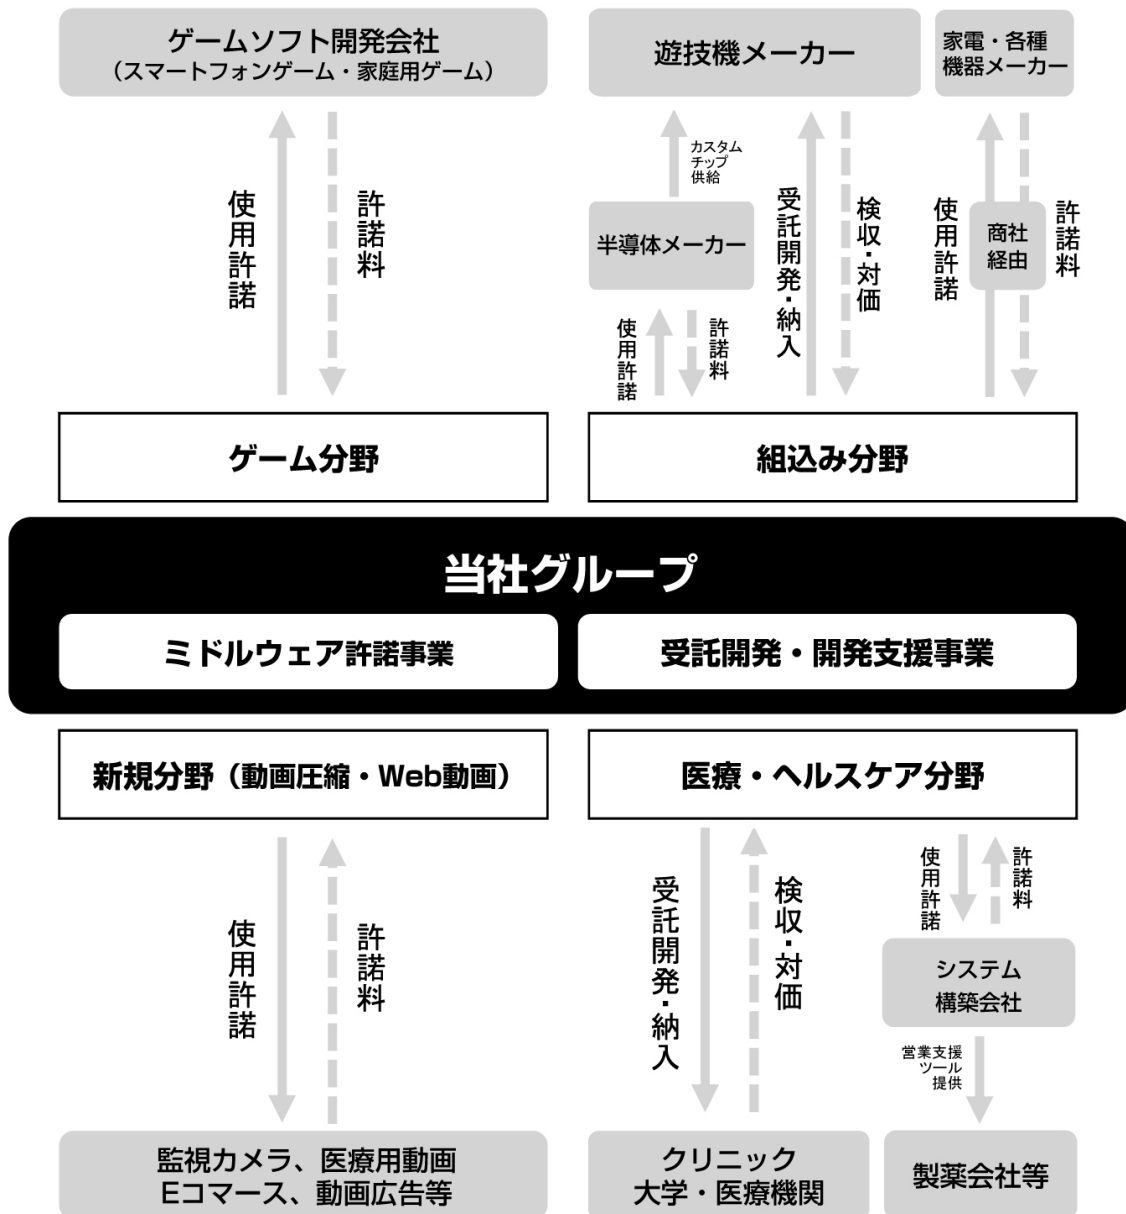 ゲームソフト開発会社
（スマートフォンゲーム・家庭用ゲーム）
遊技機メーカー
家電・各種
機器メーカー
使用許諾
許諾料
カスタム
チップ
供給
半導体メーカー
使用許諾
許諾料
受託開発・納入
検収・対価
使用許諾
商社
経由
許諾料
ゲーム分野
組込み分野
当社グループ
ミドルウェア許諾事業
受託開発・開発支援事業
新規分野（動画圧縮・Web動画）
医療・ヘルスケア分野
使用許諾
許諾料
受託開発・納入
検収・対価
使用許諾
許諾料
システム
構築会社
営業支援
ツール
提供
監視カメラ、医療用動画
Eコマース、動画広告等
クリニック
大学・医療機関
製薬会社等